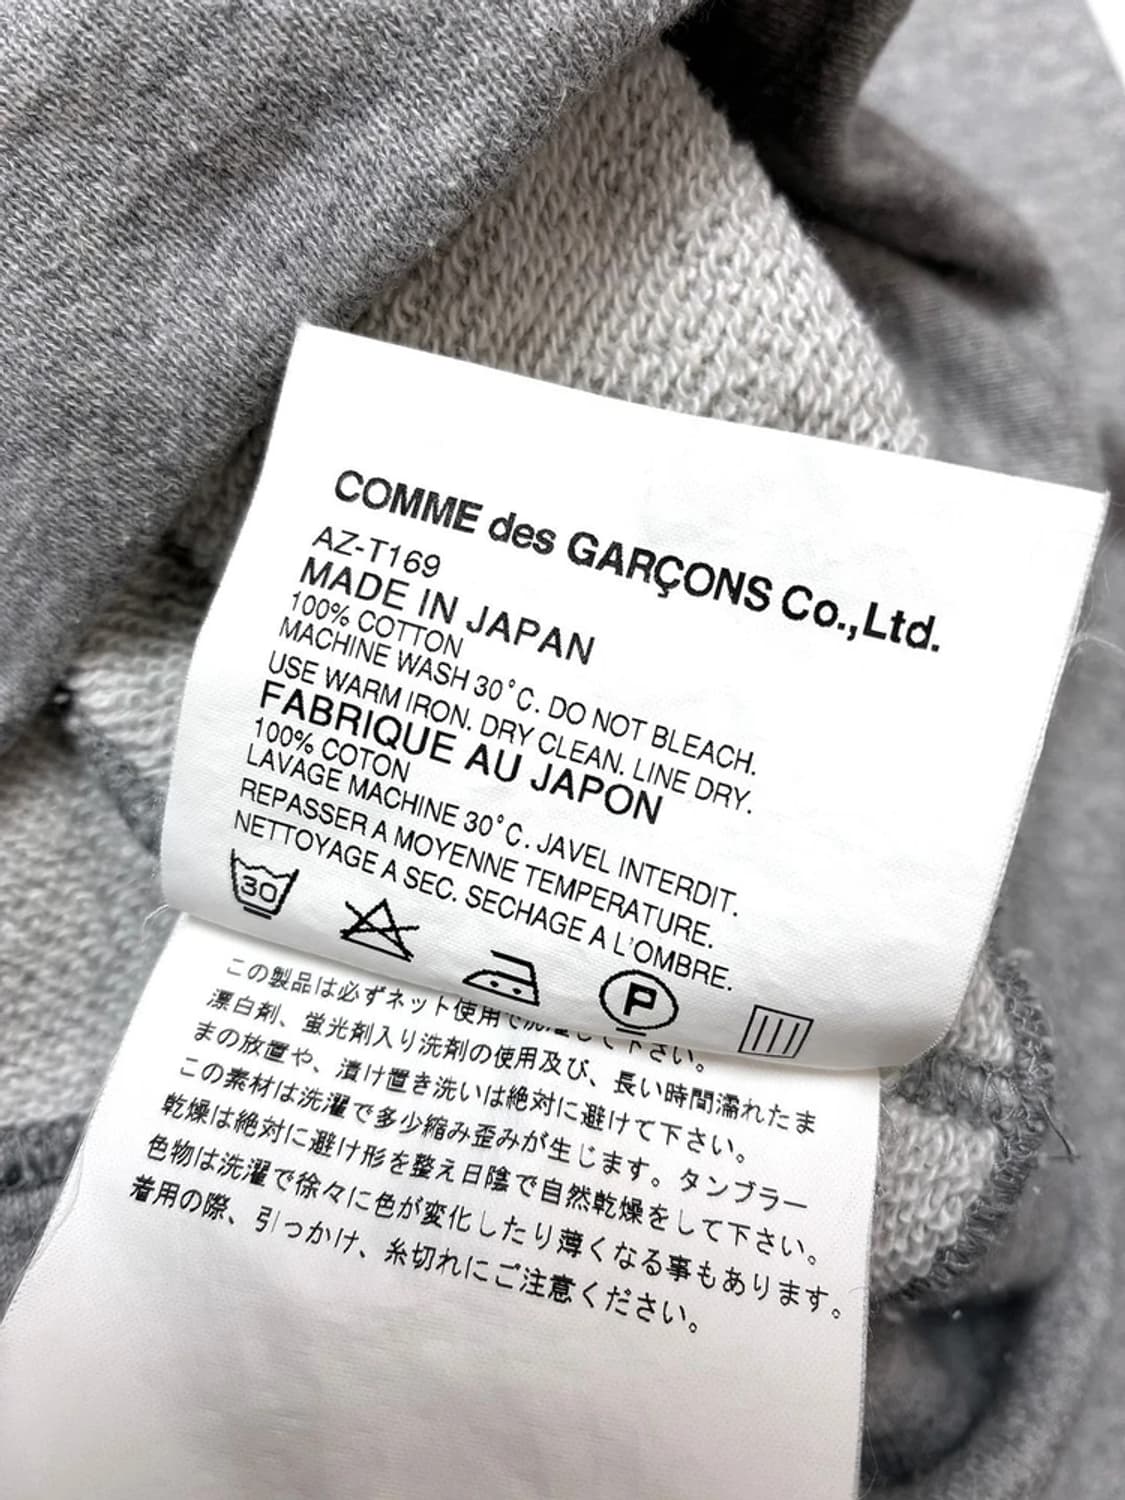 COMME des GARÇONS Co.,Ltd.
AZ-T169
MADE IN JAPAN
100% COTTON
MACHINE WASH 30°C. DO NOT BLEACH.
USE WARM IRON. DRY CLEAN. LINE DRY.
FABRIQUE AU JAPON
100% COTON
LAVAGE MACHINE 30°C. JAVEL INTERDIT.
REPASSER A MOYENNE TEMPERATURE.
NETTOYAGE A SEC. SECHAGE A L'OMBRE.
30
P
この製品は必ずネット使用で洗濯して下さい。
漂白剤、蛍光剤入り洗剤の使用及び、長い時間濡れたま
まの放置や、漬け置き洗いは絶対に避けて下さい。
この素材は洗濯で多少縮み歪みが生じます。タンブラー
乾燥は絶対に避け形を整え日陰で自然乾燥をして下さい。
色物は洗濯で徐々に色が変化したり薄くなる事もあります。
着用の際、引っかけ、糸切れにご注意ください。